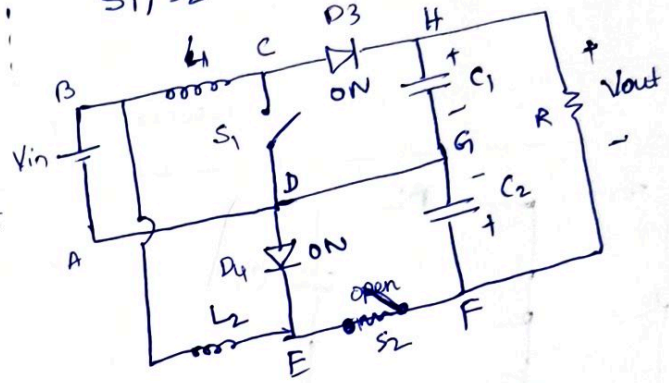 D3
H
L1
C
B
+
+
ON
C1
Vout
S1
R
-
-
Vin
G
D
-
C2
A
D4
ON
+
open
L2
F
S2
E